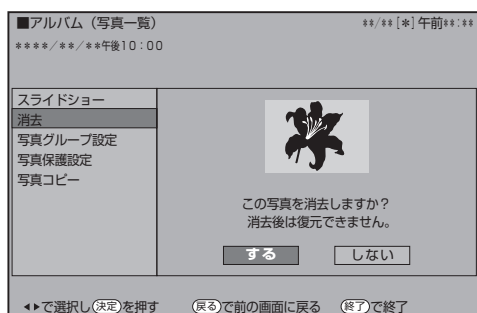 ■アルバム（写真一覧）
**/**[*]午前**:**
****/**/**午後10:00
スライドショー
消去
写真グループ設定
写真保護設定
写真コピー
この写真を消去しますか？
消去後は復元できません。
する
しない
◀▶で選択し決定を押す 戻るで前の画面に戻る 終了で終了